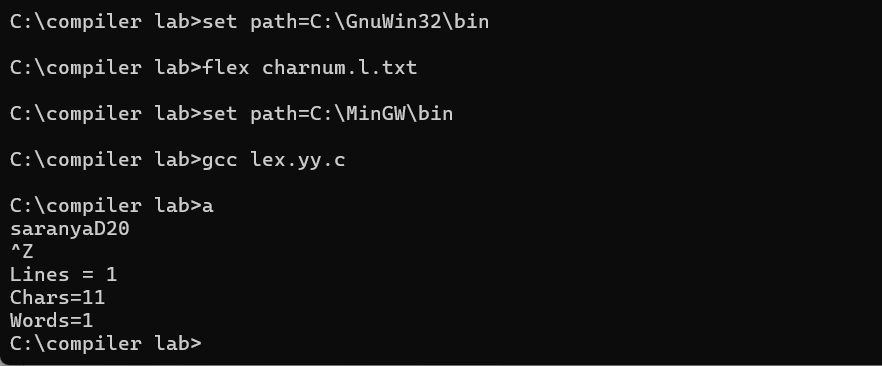 C:\compiler lab>set path=C:\GnuWin32\bin
C:\compiler lab>flex charnum.l.txt
C:\compiler lab>set path=C:\MinGW\bin
C:\compiler lab>gcc lex.yy.c
C:\compiler lab>a
saranyaD20
^Z
Lines = 1
Chars=11
Words=1
C:\compiler lab>